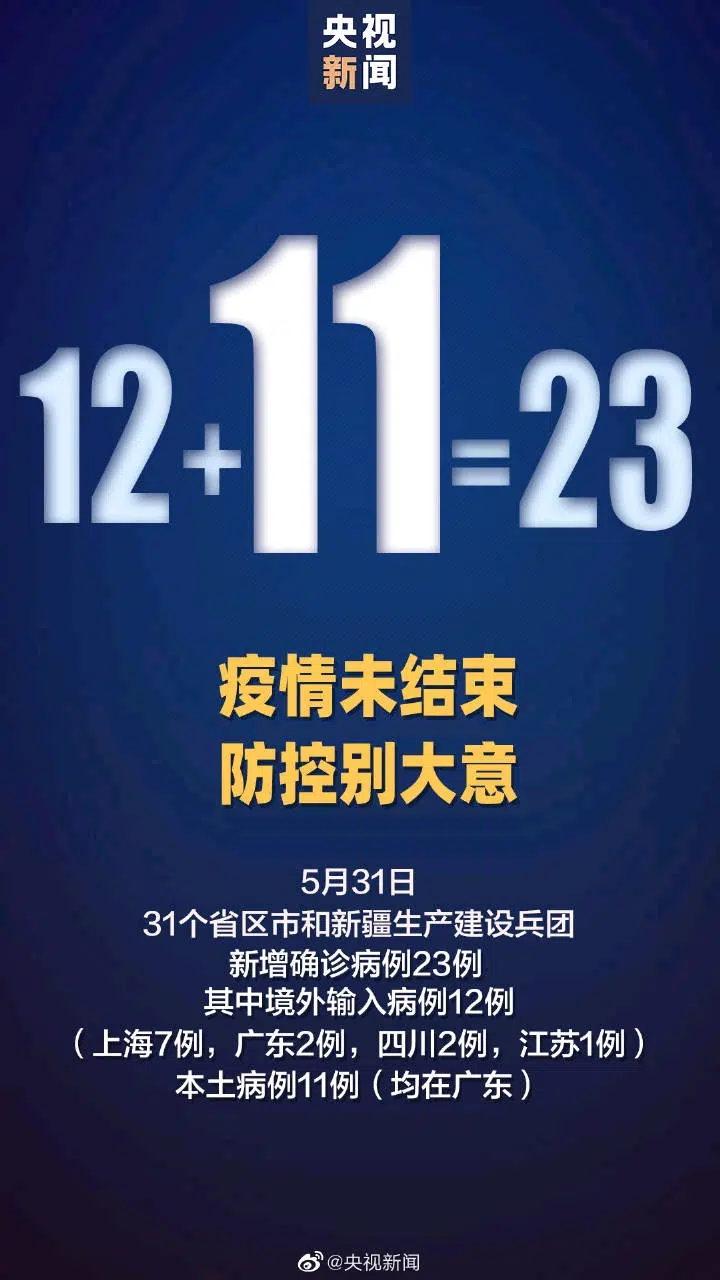 央视
新闻
12+11=23
疫情未结束
防控别大意
5月31日
31个省区市和新疆生产建设兵团
新增确诊病例23例
其中境外输入病例12例
（上海7例，广东2例，四川2例，江苏1例）
本土病例11例（均在广东）
@央视新闻